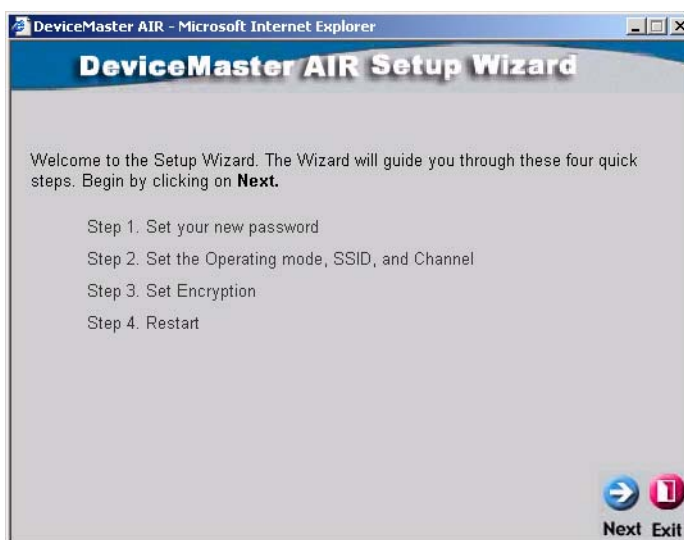 DeviceMaster AIR - Microsoft Internet Explorer
DeviceMaster AIR Setup Wizard
Welcome to the Setup Wizard. The Wizard will guide you through these four quick
steps. Begin by clicking on Next.
Step 1. Set your new password
Step 2. Set the Operating mode, SSID, and Channel
Step 3. Set Encryption
Step 4. Restart
Next Exit